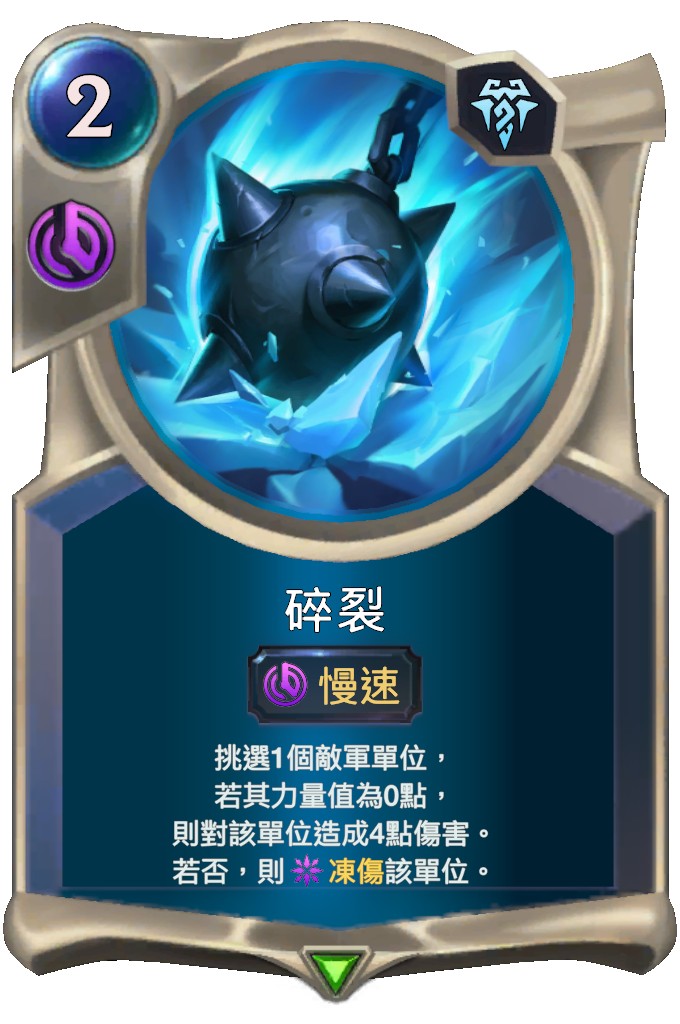 2
碎裂
慢速
挑選1個敵軍單位，
若其力量值為0點，
則對該單位造成4點傷害。
若否，則凍傷該單位。